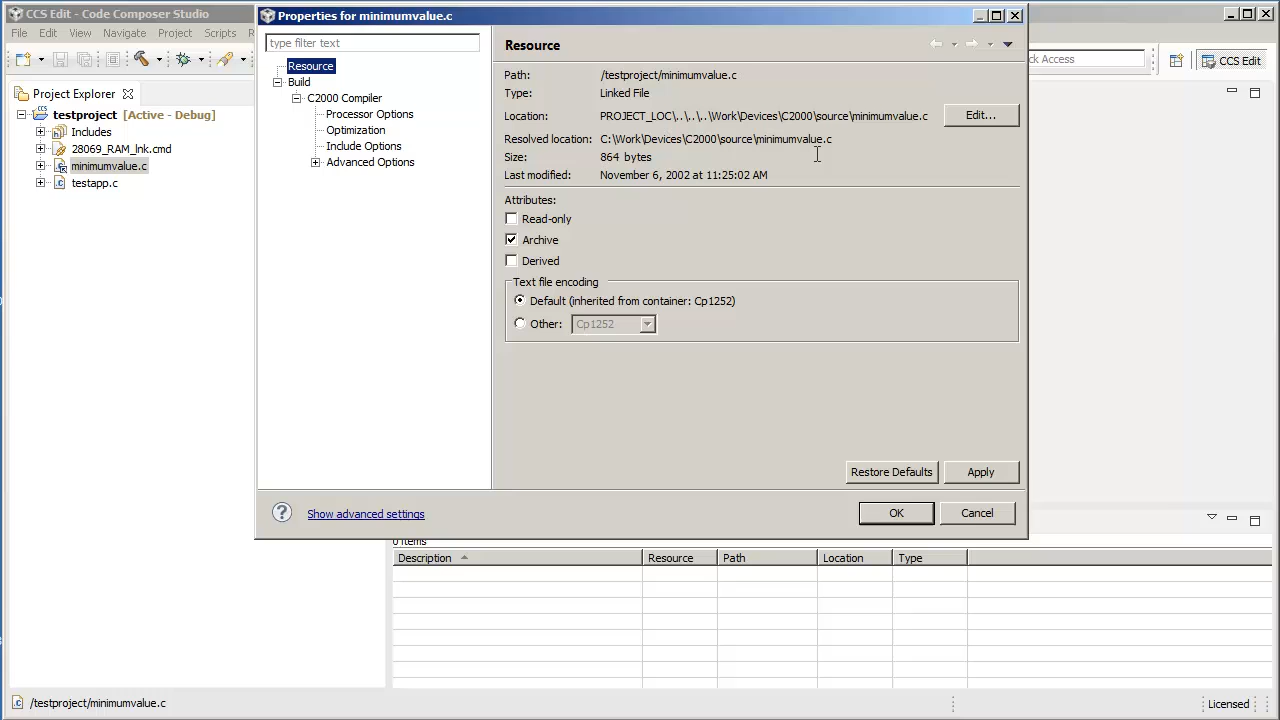 CCS Edit - Code Composer Studio
File Edit View Navigate Project Scripts
Properties for minimumvalue.c
type filter text
Resource
Build
C2000 Compiler
Processor Options
Optimization
Include Options
Advanced Options
Resource
Path: /testproject/minimumvalue.c
Type: Linked File
Location: PROJECT_LOC\..\..\..\Work\Devices\C2000\source\minimumvalue.c Edit...
Resolved location: C:\Work\Devices\C2000\source\minimumvalue.c
Size: 864 bytes
Last modified: November 6, 2002 at 11:25:02 AM
Attributes:
Read-only
Archive
Derived
Text file encoding
Default (inherited from container: Cp1252)
Other: Cp1252
Restore Defaults Apply
Show advanced settings OK Cancel
Access
CCS Edit
Project Explorer
testproject [Active - Debug]
Includes
28069_RAM_lnk.cmd
minimumvalue.c
testapp.c
0 items
Description Resource Path Location Type
/testproject/minimumvalue.c Licensed